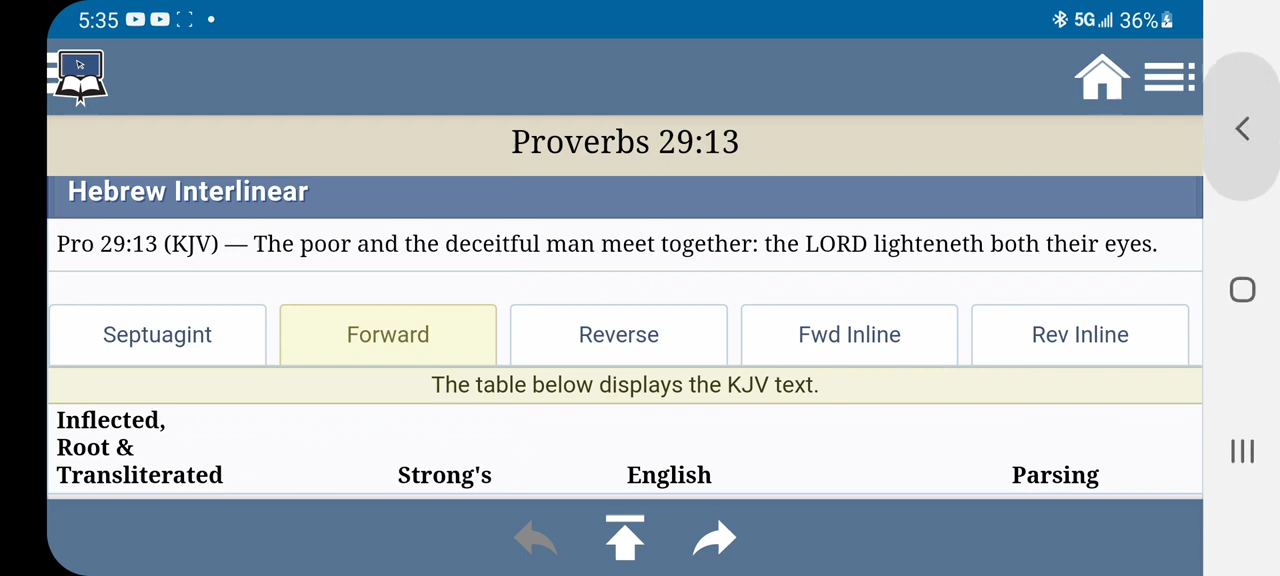 5:35 5G 36%
Proverbs 29:13
Hebrew Interlinear
Pro 29:13 (KJV) — The poor and the deceitful man meet together: the LORD lighteneth both their eyes.
Septuagint Forward Reverse Fwd Inline Rev Inline
The table below displays the KJV text.
Inflected,
Root &
Transliterated Strong's English Parsing